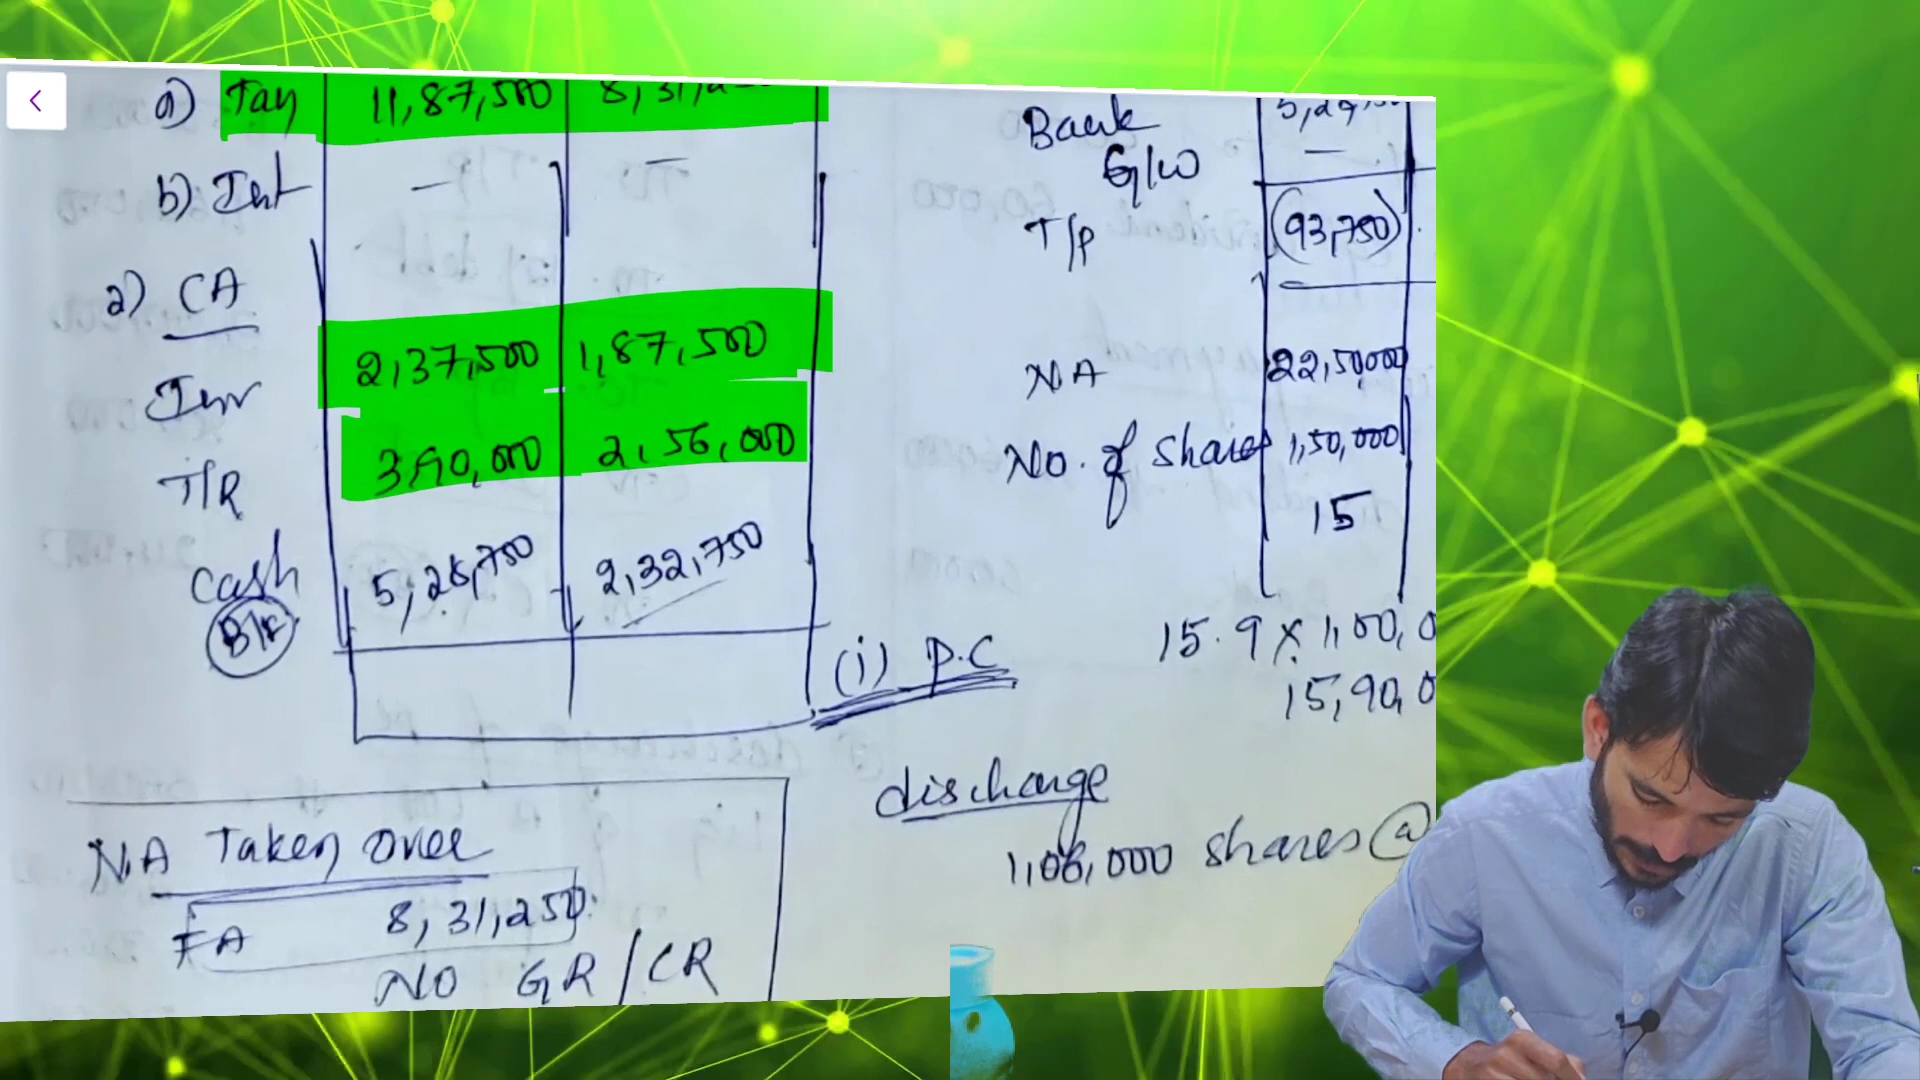 a) Tan 11,87,500
b) Int —
2) CA
Inv 2,37,500 1,87,500
T/R 3,90,000 2,56,000
Cash 5,28,750 2,32,750
B/F
NA Taken over
FA 8,31,250
NO GR/CR
Bank
G/W —
T/P (93,750)
NA 22,50,000
No. of shares 1,50,000
15
(i) P.C
15.9 X 1,00,0
15,90,0
discharge
1,06,000 shares @